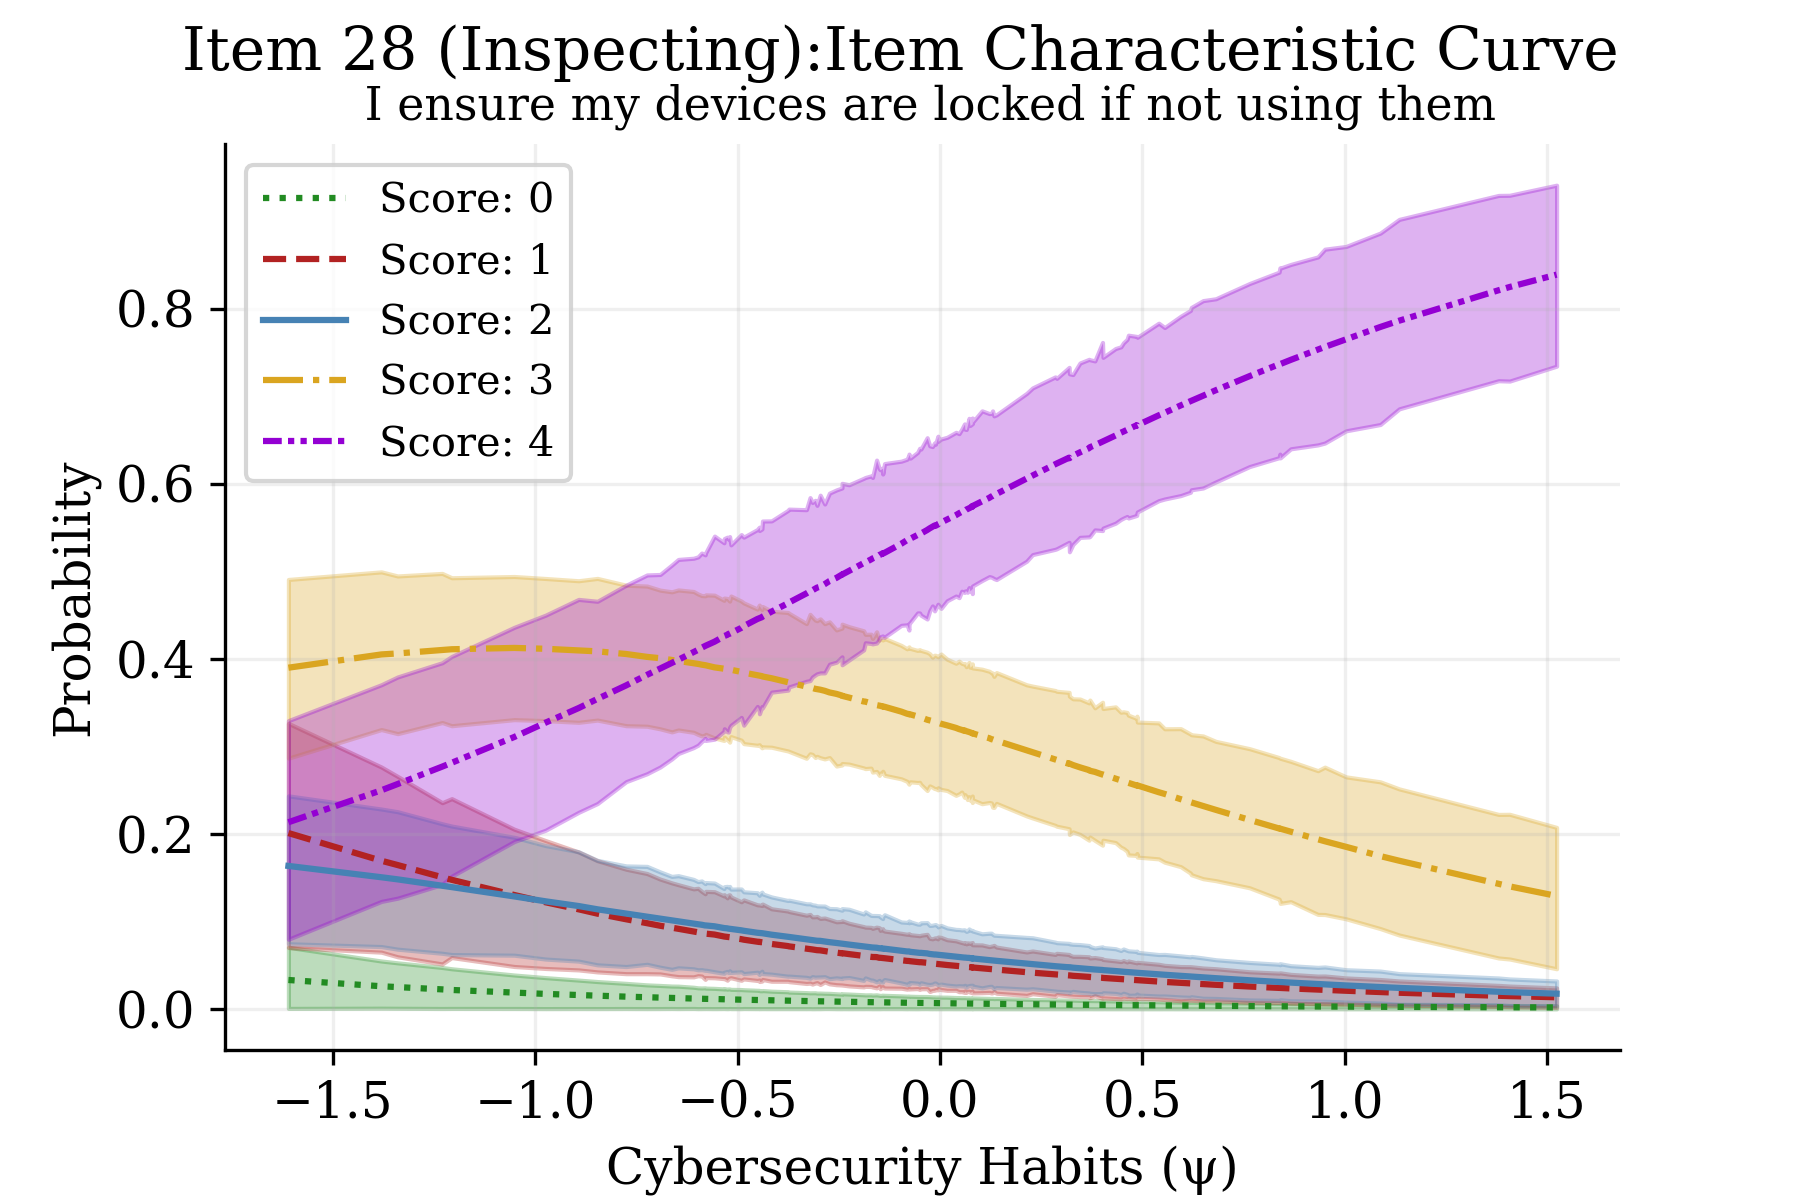 Item 28 (Inspecting):Item Characteristic Curve
I ensure my devices are locked if not using them
Score: 0
Score: 1
Score: 2
Score: 3
Score: 4
Probability
0.8
0.6
0.4
0.2
0.0
−1.5
−1.0
−0.5
0.0
0.5
1.0
1.5
Cybersecurity Habits (ψ)